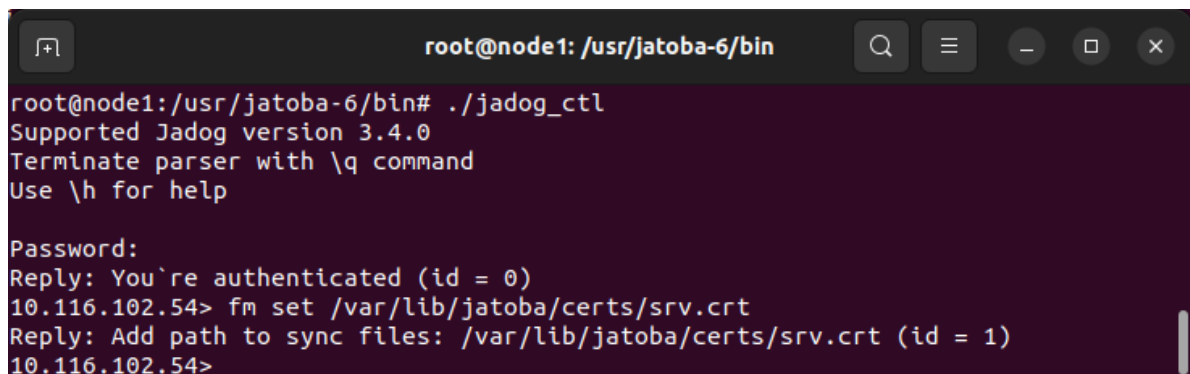 root@node1: /usr/jatoba-6/bin
root@node1:/usr/jatoba-6/bin# ./jadog_ctl
Supported Jadog version 3.4.0
Terminate parser with \q command
Use \h for help
Password:
Reply: You`re authenticated (id = 0)
10.116.102.54> fm set /var/lib/jatoba/certs/srv.crt
Reply: Add path to sync files: /var/lib/jatoba/certs/srv.crt (id = 1)
10.116.102.54>